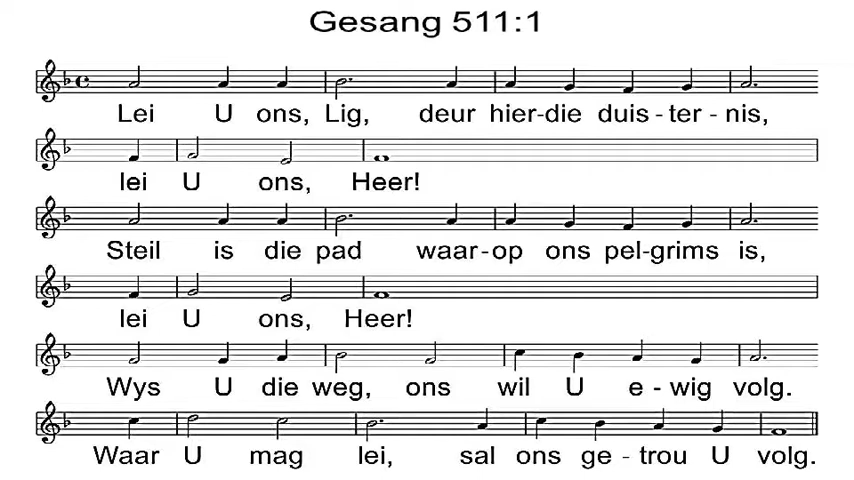 Gesang 511:1
Lei U ons, Lig, deur hier-die duis-ter-nis,
lei U ons, Heer!
Steil is die pad waar-op ons pel-grims is,
lei U ons, Heer!
Wys U die weg, ons wil U e-wig volg.
Waar U mag lei, sal ons ge-trou U volg.